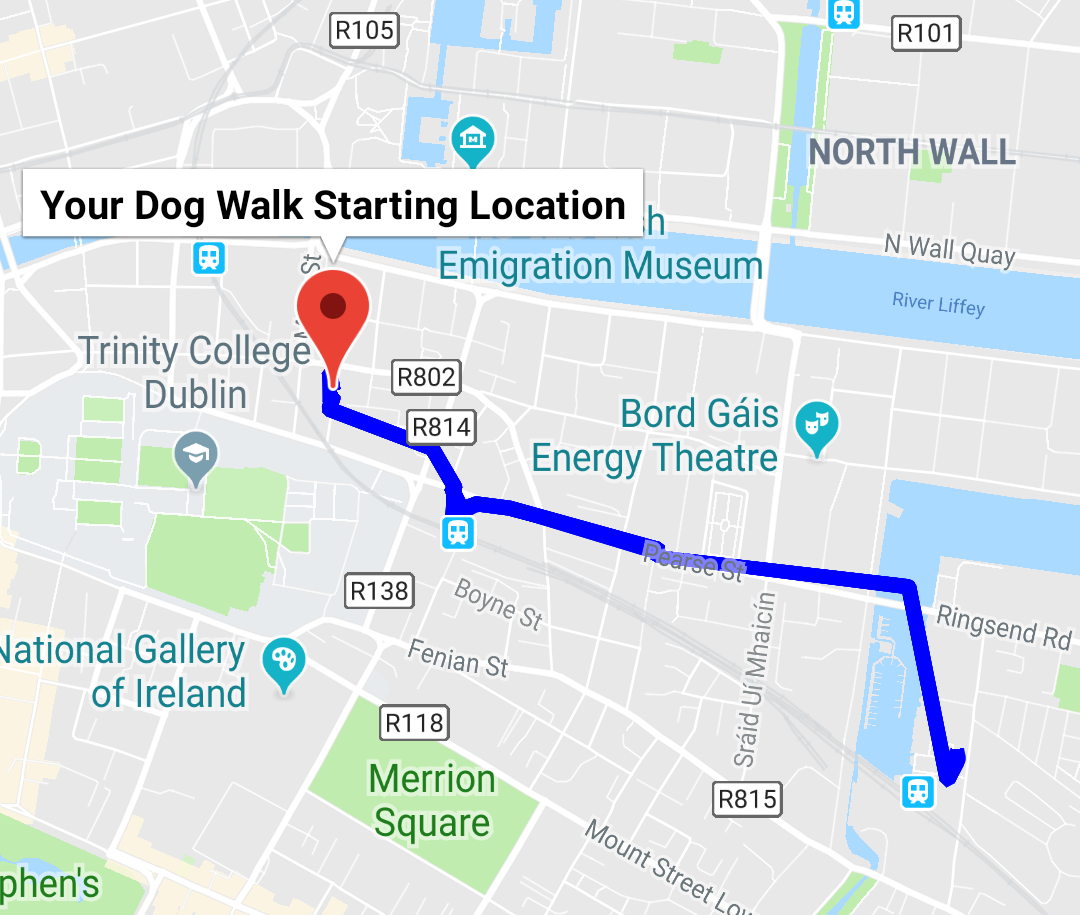 R105
R101
NORTH WALL
Your Dog Walk Starting Location
Emigration Museum
N Wall Quay
River Liffey
St
Trinity College
Dublin
R802
R814
Bord Gáis
Energy Theatre
Pearse St
R138
Boyne St
Ringsend Rd
National Gallery
of Ireland
Fenian St
Sráid Uí Mhaicín
R118
Merrion
Square
R815
Mount Street Low
phen's